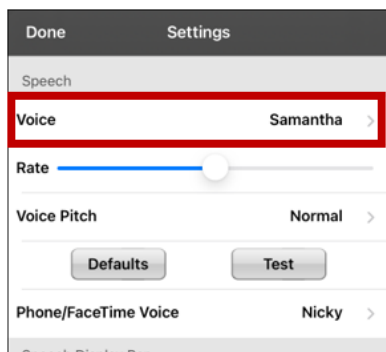 Done Settings
Speech
Voice Samantha
Rate
Voice Pitch Normal
Defaults Test
Phone/FaceTime Voice Nicky